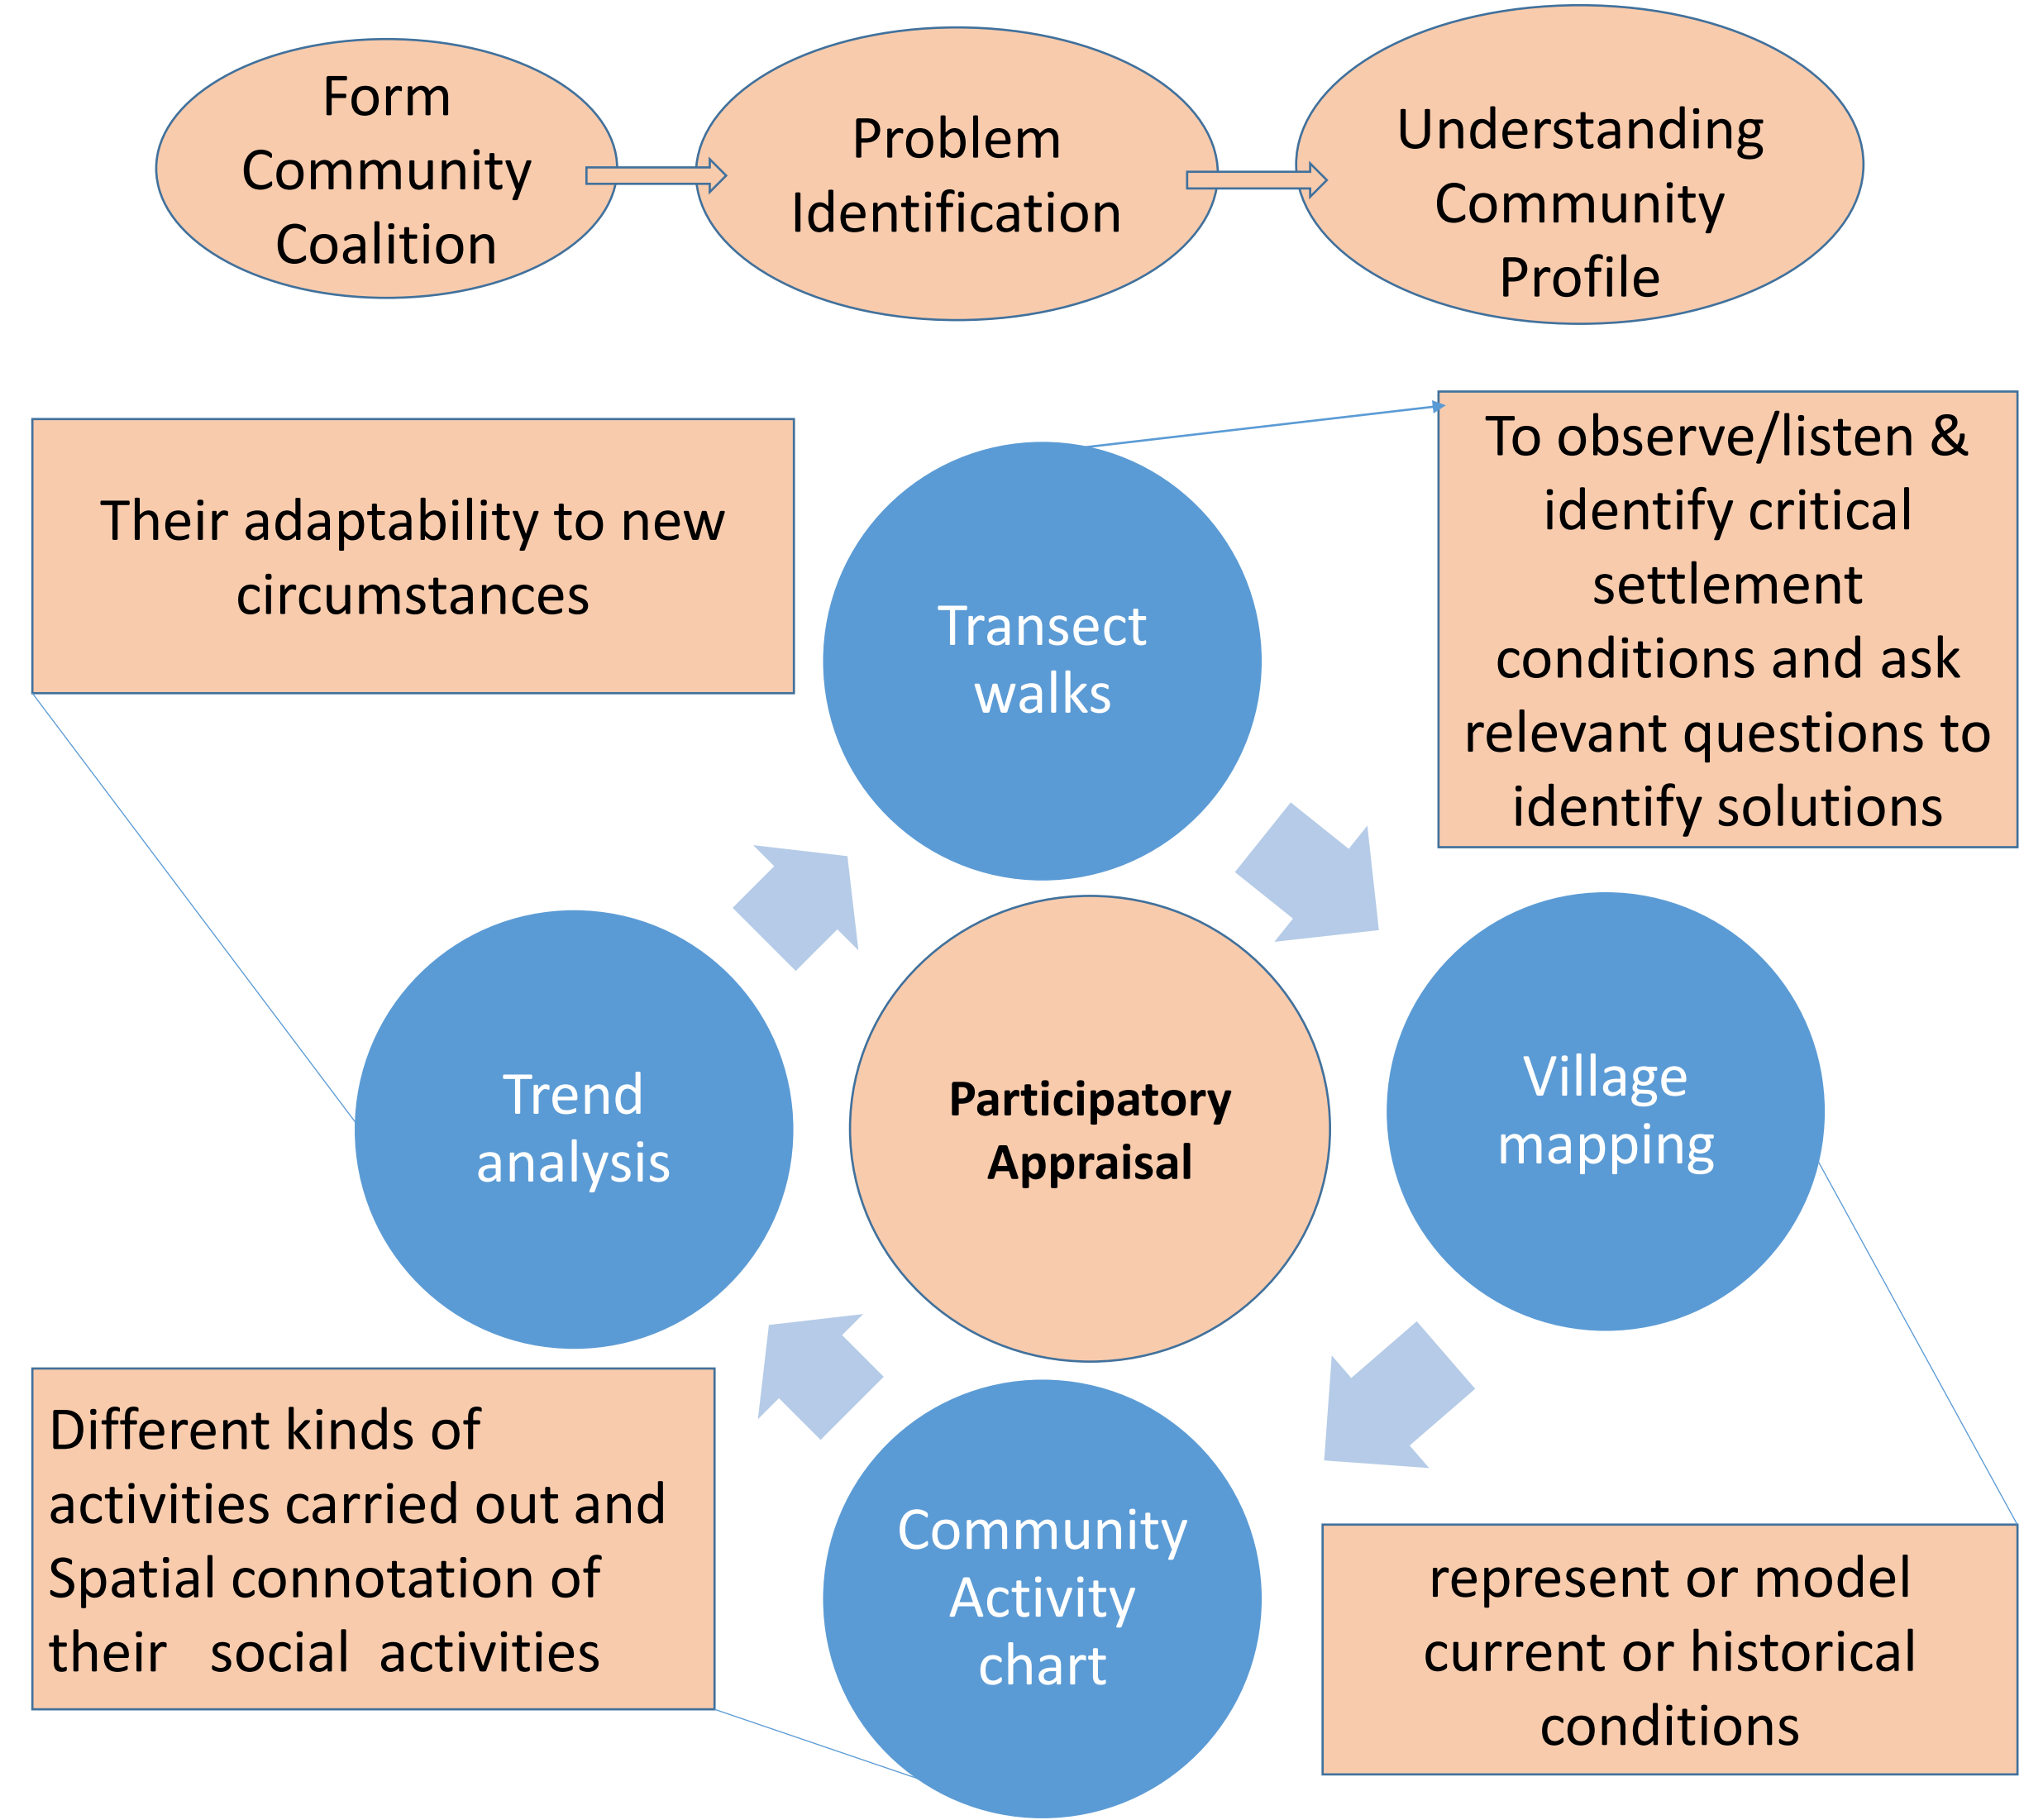 Form
Community
Coalition
Problem
Identification
Understanding
Community
Profile
Their adaptability to new
circumstances
To observe/listen &
identify critical
settlement
conditions and ask
relevant questions to
identify solutions
Transect
walks
Trend
analysis
Participatory
Appraisal
Village
mapping
Different kinds of
activities carried out and
Spatial connotation of
their social activities
Community
Activity
chart
represent or model
current or historical
conditions